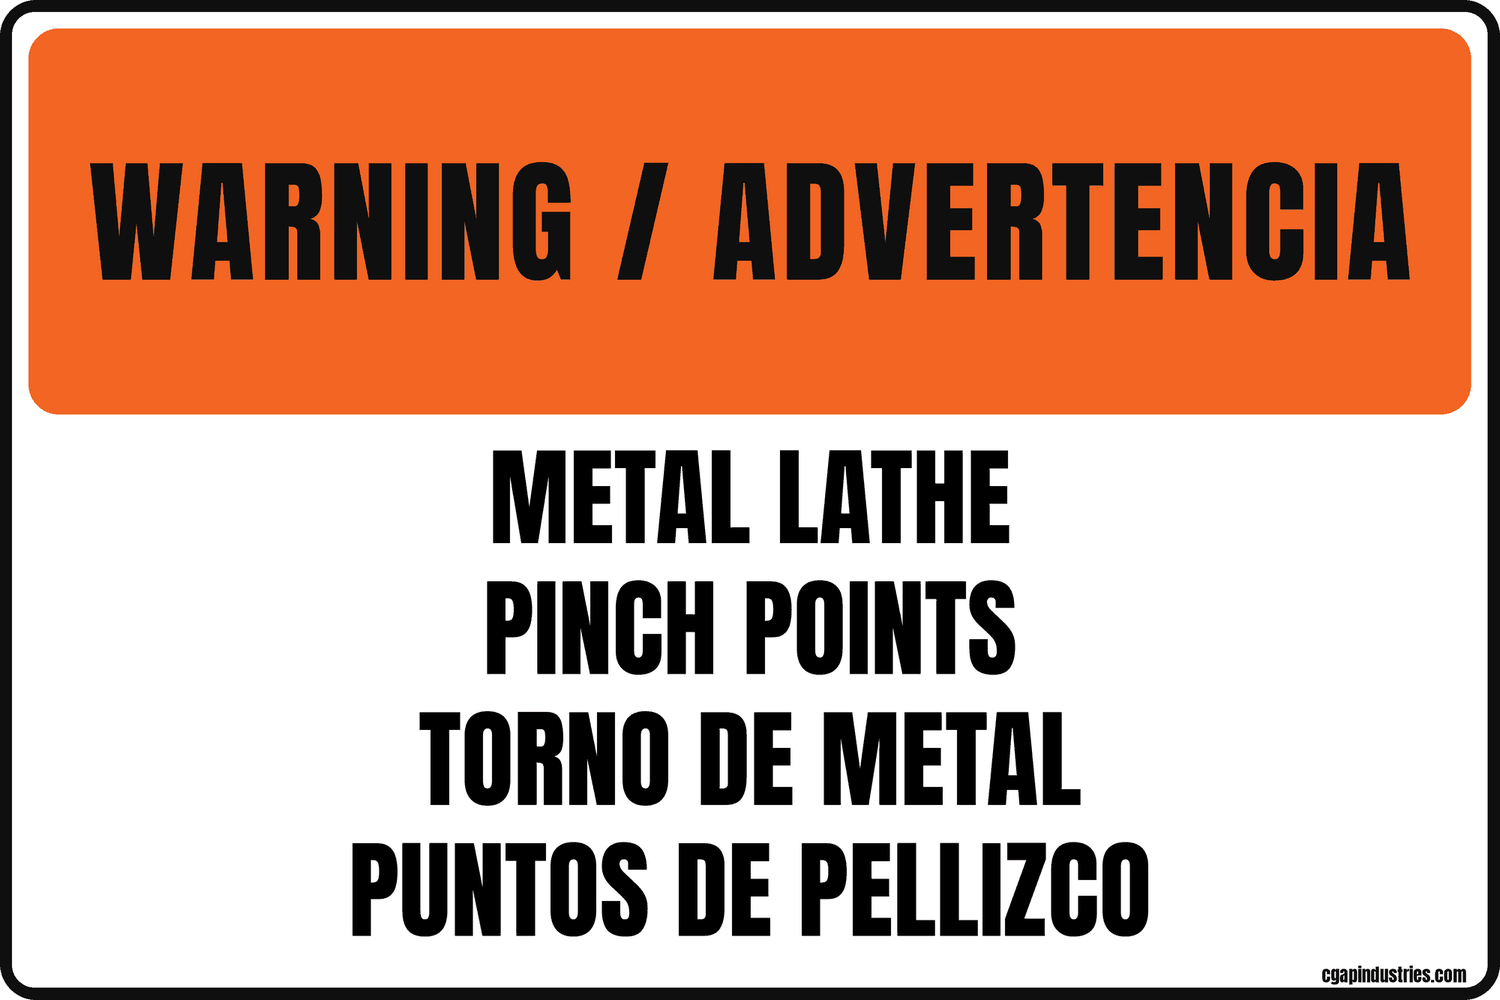 WARNING / ADVERTENCIA
METAL LATHE
PINCH POINTS
TORNO DE METAL
PUNTOS DE PELLIZCO
cgapindustries.com